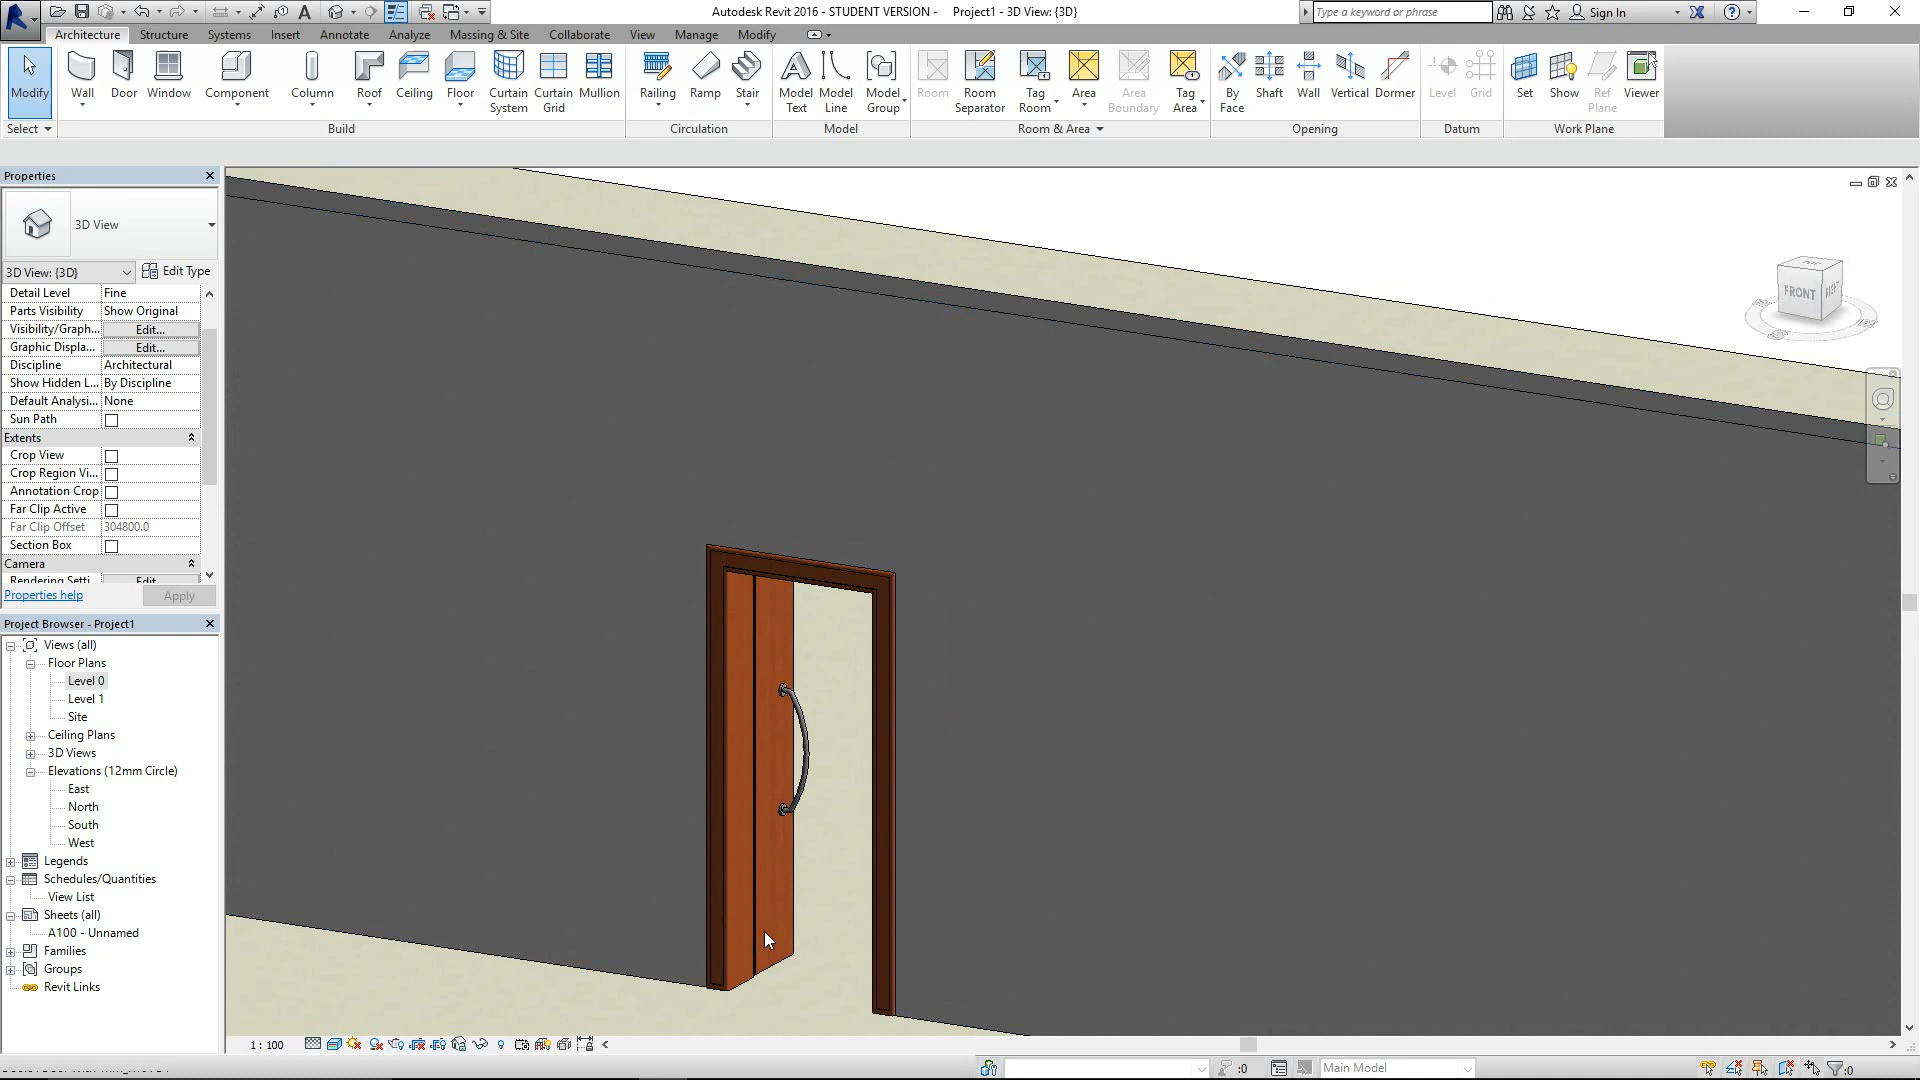 Autodesk Revit 2016 - STUDENT VERSION - Project1 - 3D View: {3D}
Type a keyword or phrase
Sign In
Architecture Structure Systems Insert Annotate Analyze Massing & Site Collaborate View Manage Modify
Modify
Wall
Door
Window
Component
Column
Roof
Ceiling
Floor
Curtain System
Curtain Grid
Mullion
Railing
Ramp
Stair
Model Text
Model Line
Model Group
Room
Room Separator
Tag Room
Area
Area Boundary
Tag Area
By Face
Shaft
Wall
Vertical
Dormer
Level
Grid
Set
Show
Ref Plane
Viewer
Select Build Circulation Model Room & Area Opening Datum Work Plane
Properties
3D View
3D View: {3D} Edit Type
Detail Level Fine
Parts Visibility Show Original
Visibility/Graph... Edit...
Graphic Displa... Edit...
Discipline Architectural
Show Hidden L... By Discipline
Default Analysi... None
Sun Path
Extents
Crop View
Crop Region Vi...
Annotation Crop
Far Clip Active
Far Clip Offset 304800.0
Section Box
Camera
Rendering Setti Edit
Properties help Apply
Project Browser - Project1
Views (all)
Floor Plans
Level 0
Level 1
Site
Ceiling Plans
3D Views
Elevations (12mm Circle)
East
North
South
West
Legends
Schedules/Quantities
View List
Sheets (all)
A100 - Unnamed
Families
Groups
Revit Links
FRONT
RIGHT
1 : 100
:0
Main Model
:0